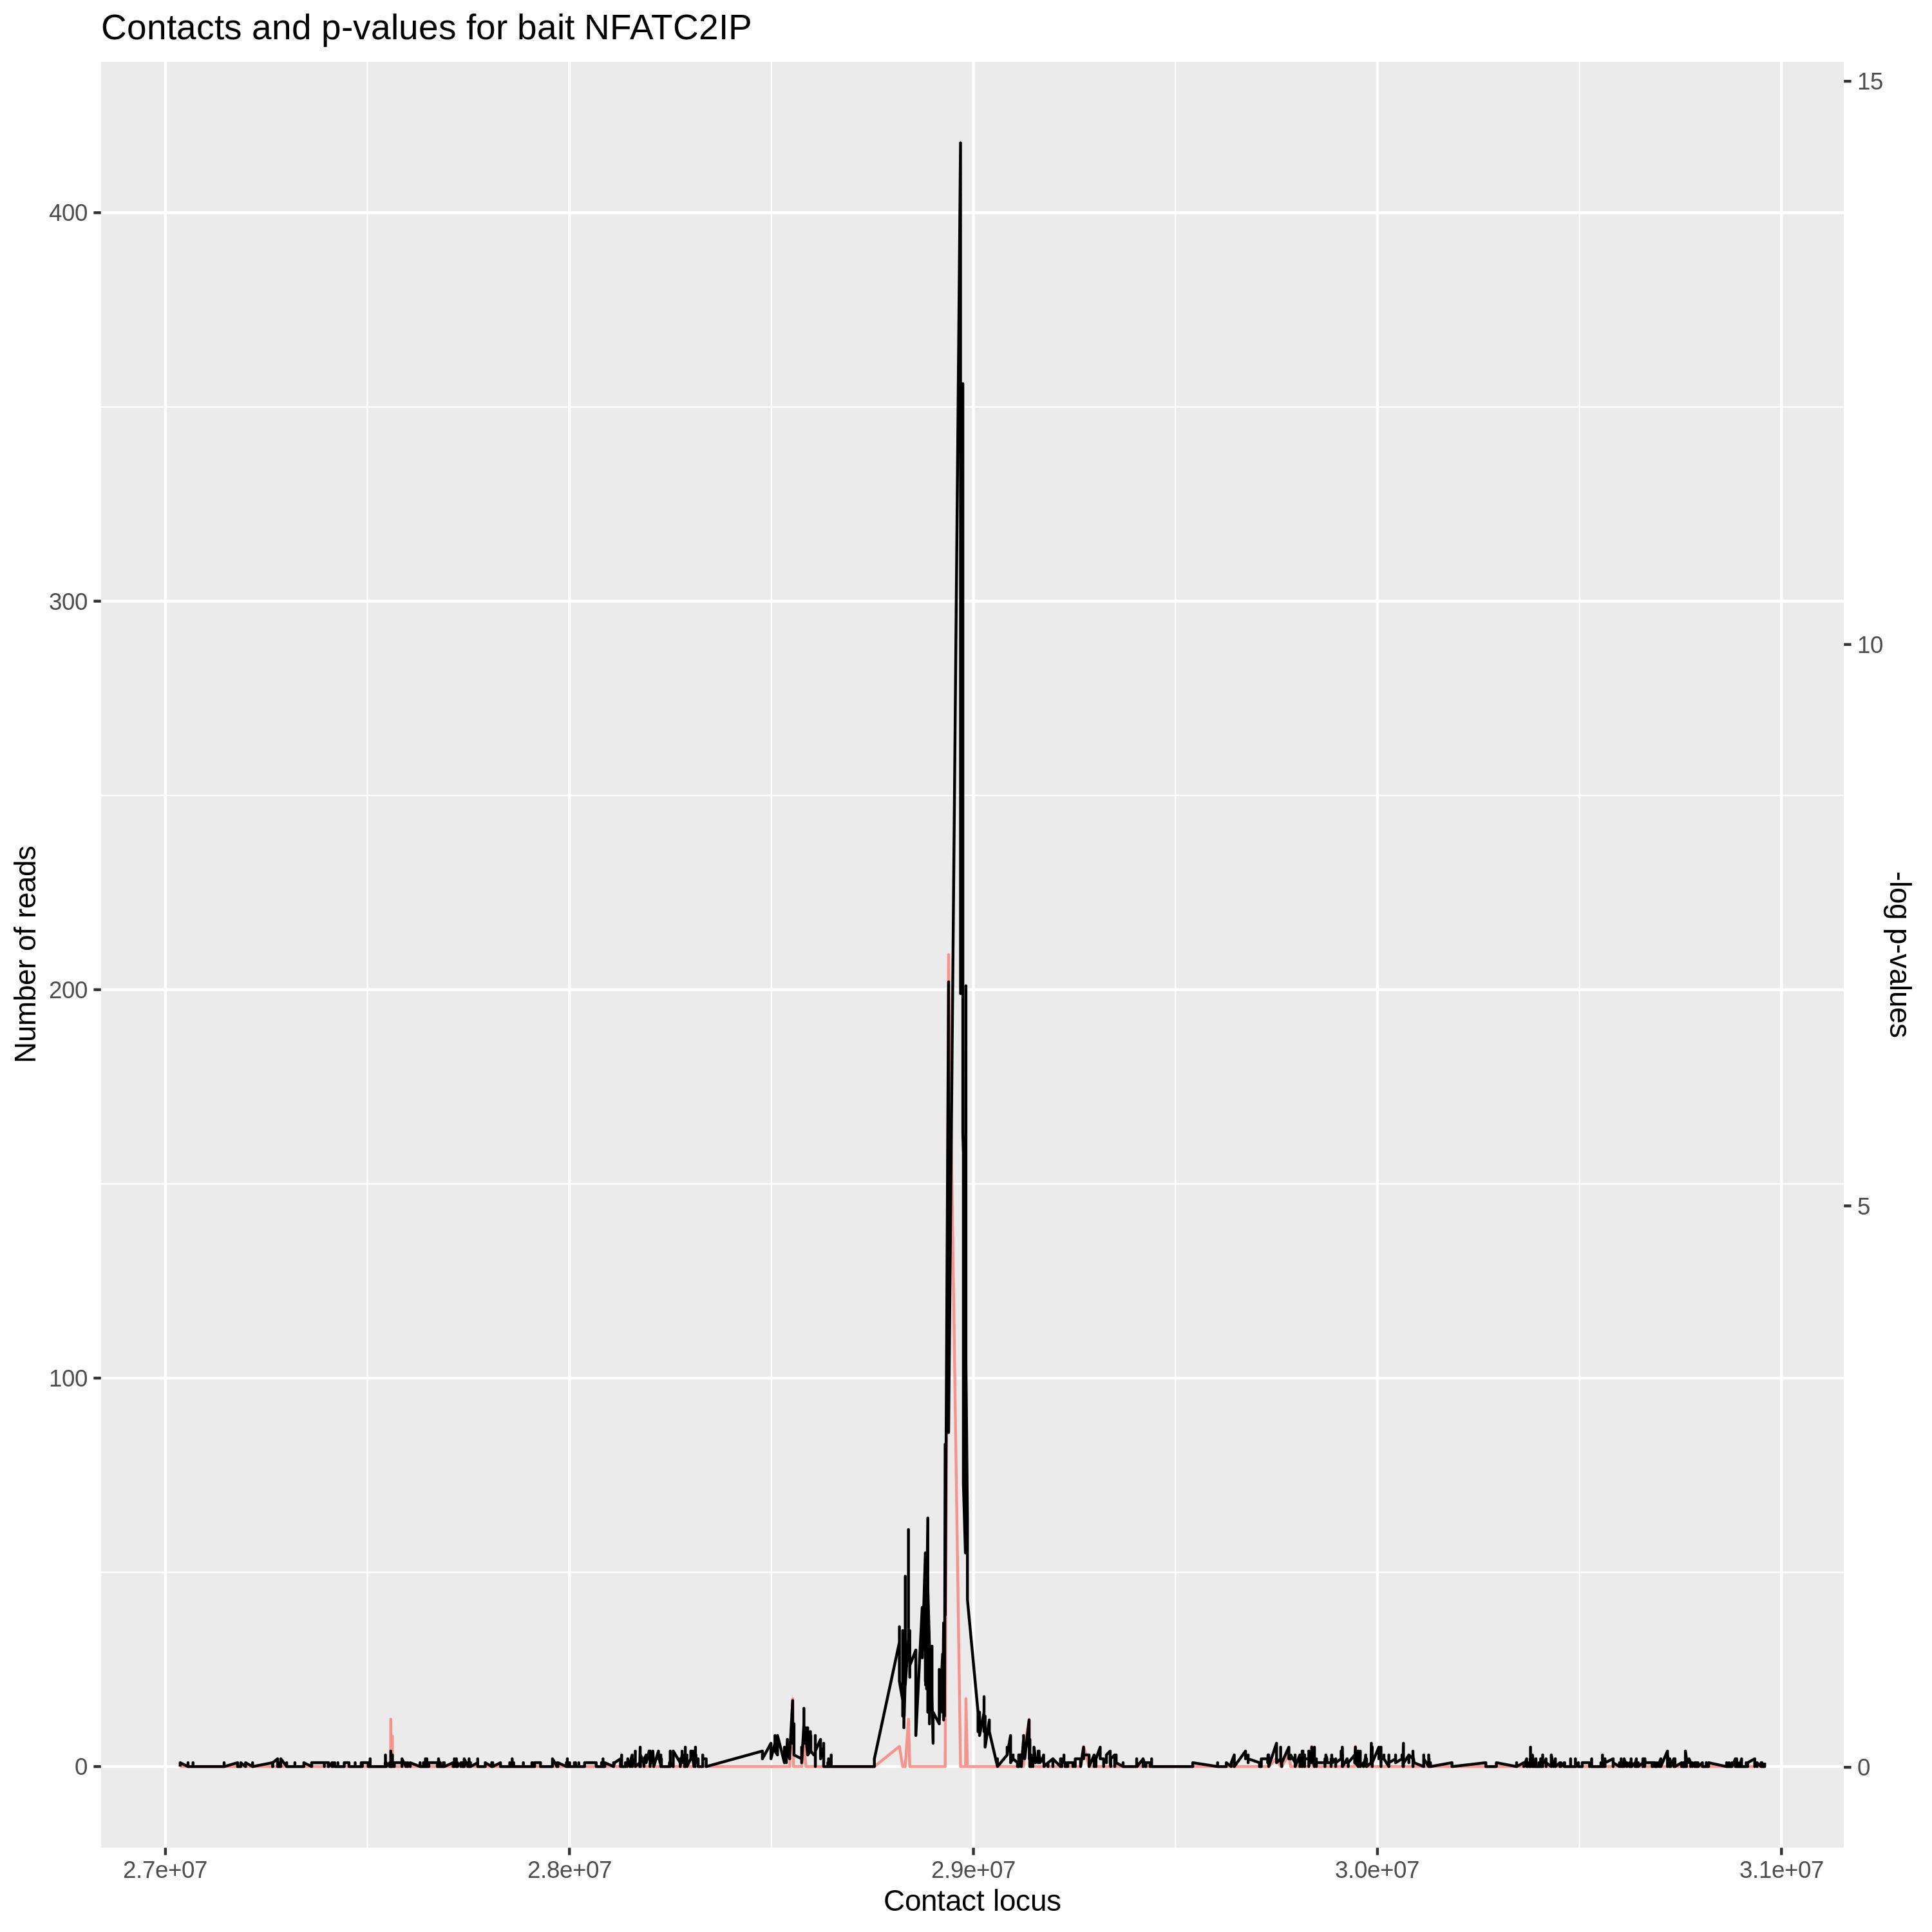 Contacts and p-values for bait NFATC2IP
400
300
200
100
0
15
10
5
0
Number of reads
-log p-values
2.7e+07 2.8e+07 2.9e+07 3.0e+07 3.1e+07
Contact locus